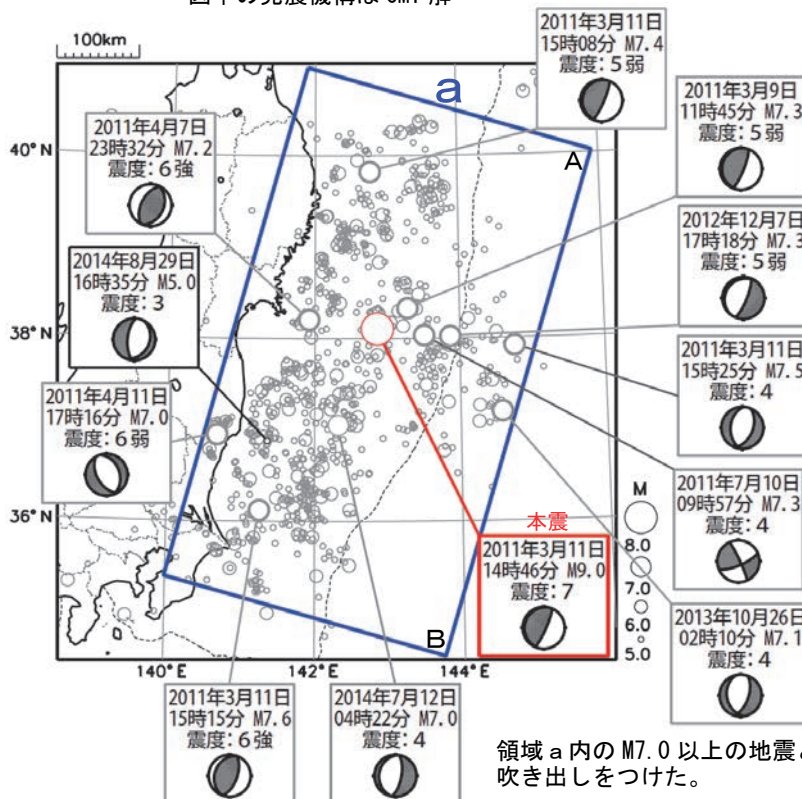 図中の発震機構はCMT解
100km
2011年3月11日
15時08分 M7.4
震度:5弱
a
2011年3月9日
11時45分 M7.3
震度:5弱
2011年4月7日
23時32分 M7.2
震度:6強
40°N
A
2012年12月7日
17時18分 M7.3
震度:5弱
2014年8月29日
16時35分 M5.0
震度:3
38°N
2011年3月11日
15時25分 M7.5
震度:4
2011年4月11日
17時16分 M7.0
震度:6弱
2011年7月10日
09時57分 M7.3
震度:4
36°N
本震
2011年3月11日
14時46分 M9.0
震度:7
M
8.0
7.0
6.0
5.0
2013年10月26日
02時10分 M7.1
震度:4
B
140°E
142°E
144°E
2011年3月11日
15時15分 M7.6
震度:6強
2014年7月12日
04時22分 M7.0
震度:4
領域a内のM7.0以上の地震
吹き出しをつけた。